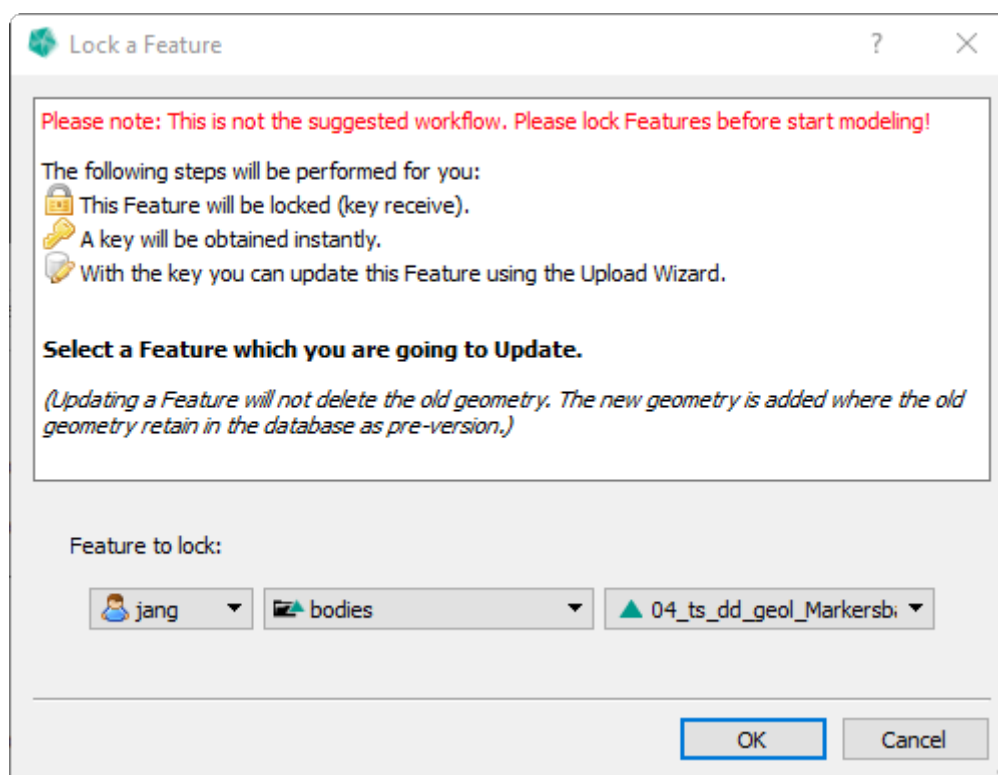 Lock a Feature
Please note: This is not the suggested workflow. Please lock Features before start modeling!
The following steps will be performed for you:
This Feature will be locked (key receive).
A key will be obtained instantly.
With the key you can update this Feature using the Upload Wizard.
Select a Feature which you are going to Update.
(Updating a Feature will not delete the old geometry. The new geometry is added where the old
geometry retain in the database as pre-version.)
Feature to lock:
jang bodies 04_ts_dd_geol_Markersb
OK Cancel